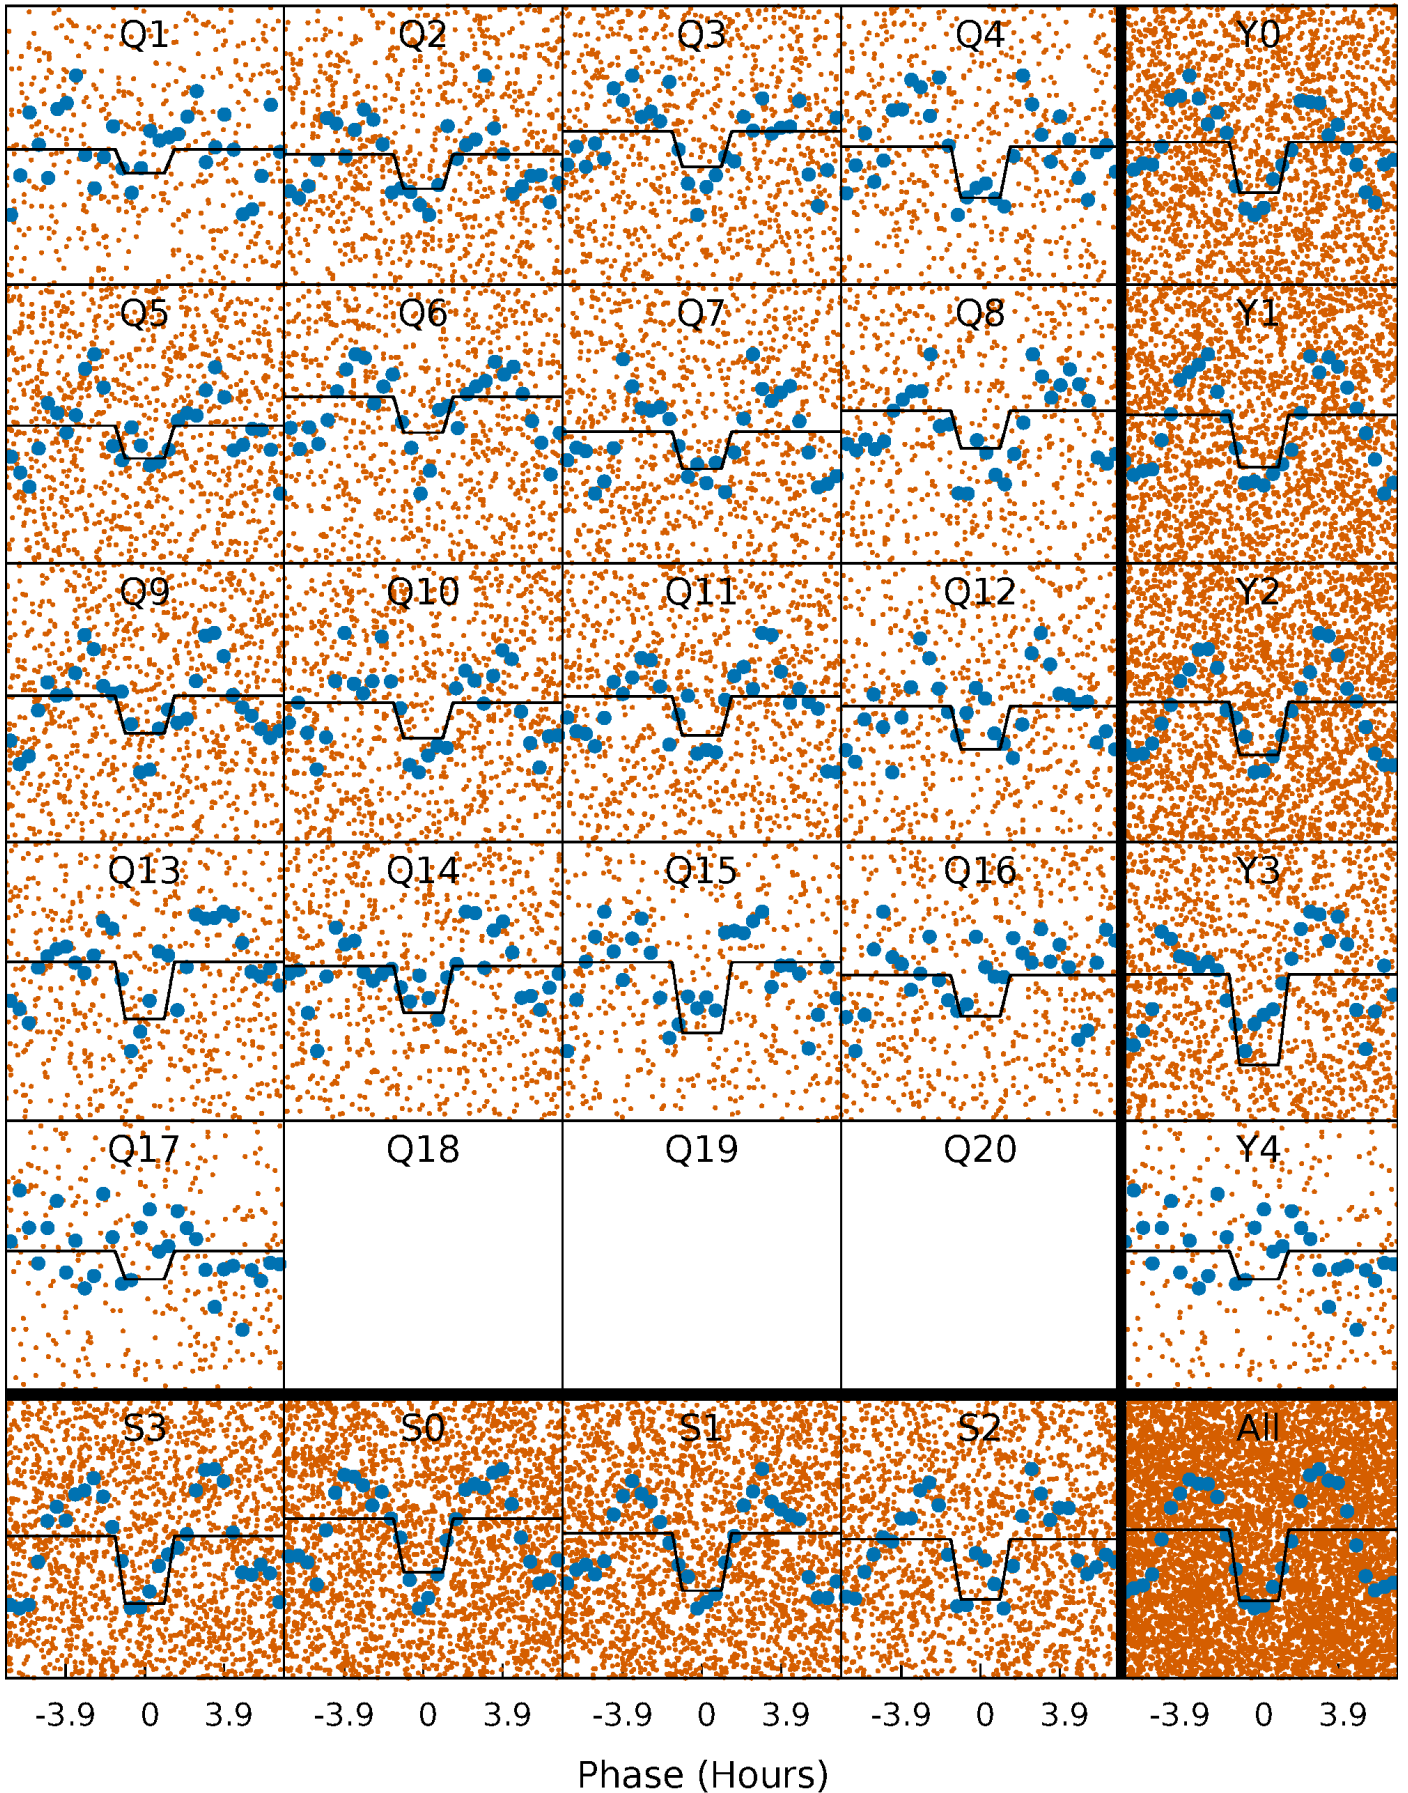 Q1 Q2 Q3 Q4 Y0
Q5 Q6 Q7 Q8 Y1
Q9 Q10 Q11 Q12 Y2
Q13 Q14 Q15 Q16 Y3
Q17 Q18 Q19 Q20 Y4
S3 S0 S1 S2 All
-3.9 0 3.9 -3.9 0 3.9 -3.9 0 3.9 -3.9 0 3.9 -3.9 0 3.9
Phase (Hours)